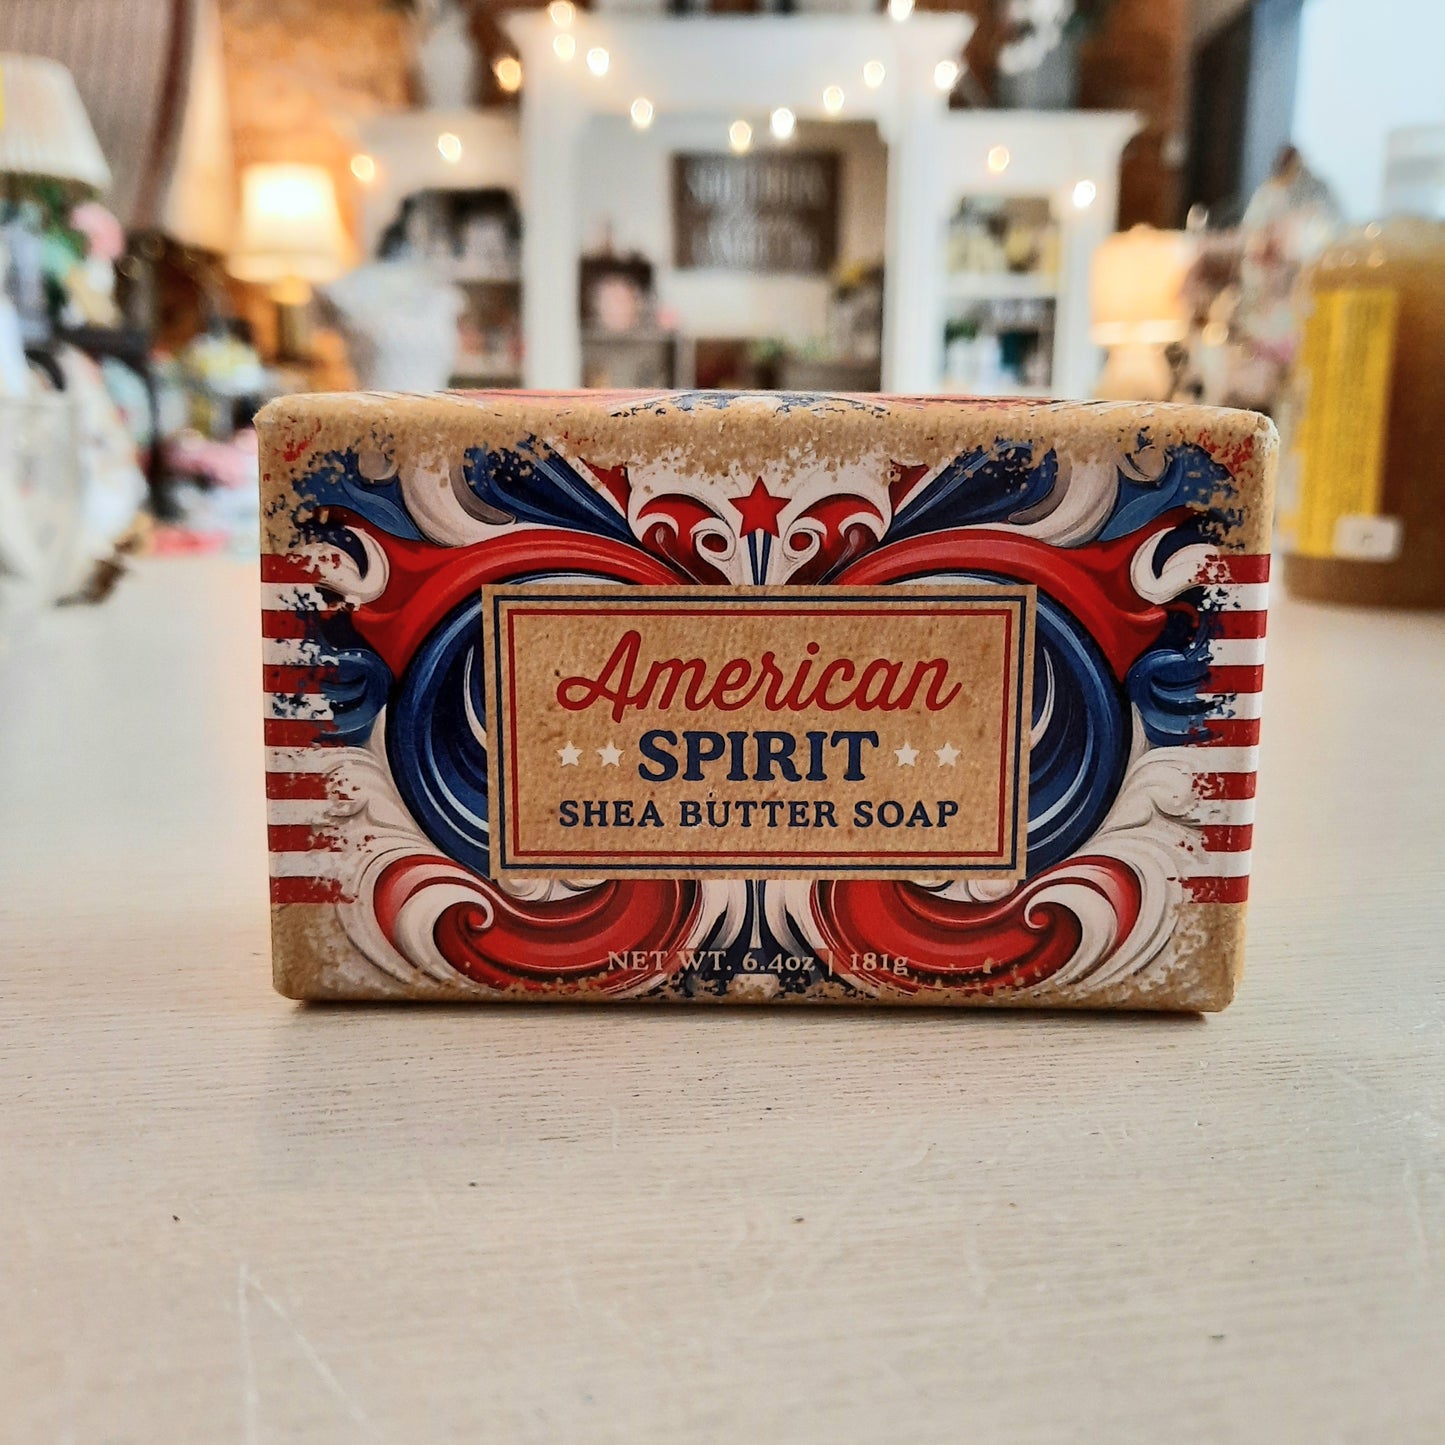 American
SPIRIT
SHEA BUTTER SOAP
NET WT. 6.4oz | 181g